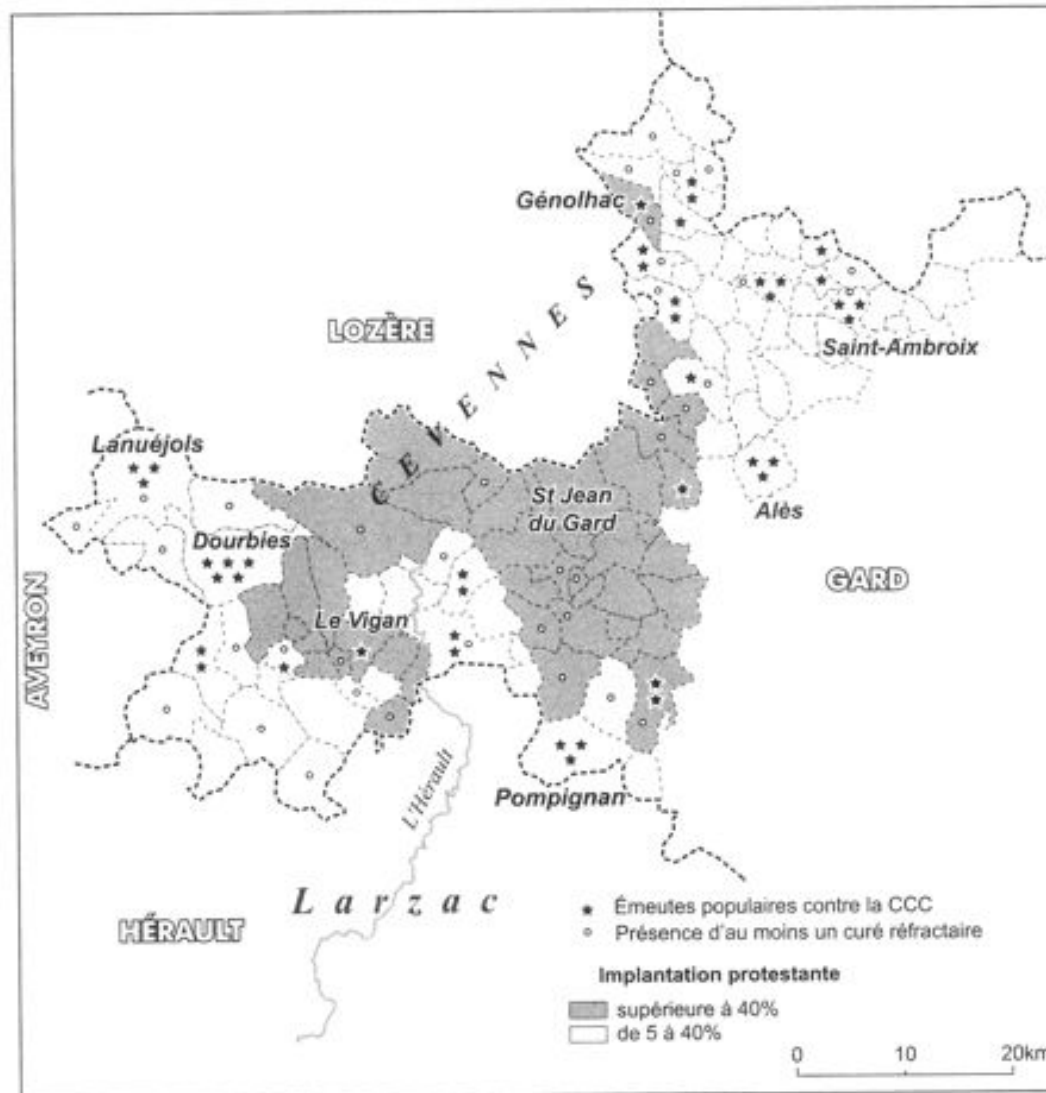 Génolhac
LOZÈRE
CEVENNES
Saint-Ambroix
Lanuéjols
St Jean
du Gard
Alès
Dourbies
GARD
AVEYRON
Le Vigan
L'Hérault
Pompignan
Larzac
HÉRAULT
Émeutes populaires contre la CCC
Présence d'au moins un curé réfractaire
Implantation protestante
supérieure à 40%
de 5 à 40%
0 10 20km